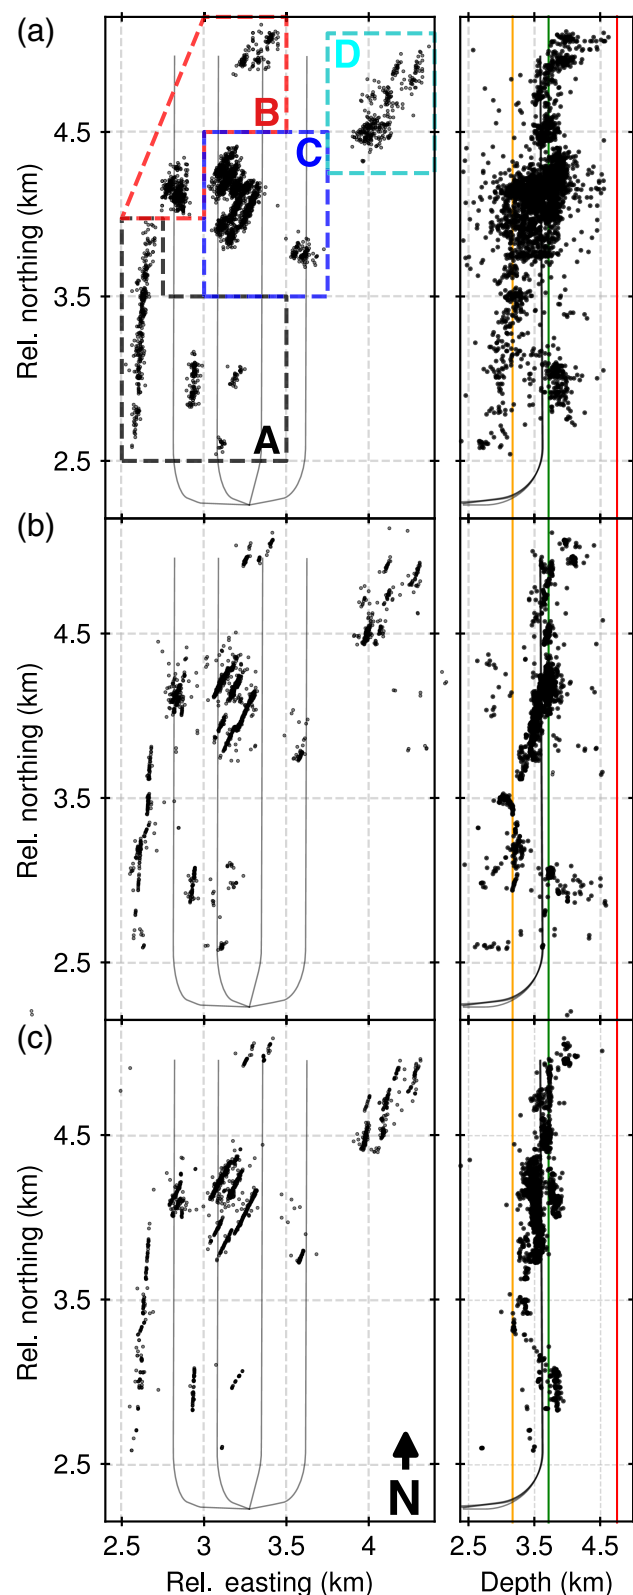 (a)
B
D
C
A
4.5
3.5
2.5
Rel. northing (km)
(b)
4.5
3.5
2.5
Rel. northing (km)
(c)
4.5
3.5
2.5
Rel. northing (km)
N
2.5 3 3.5 4 2.5 3.5 4.5
Rel. easting (km) Depth (km)